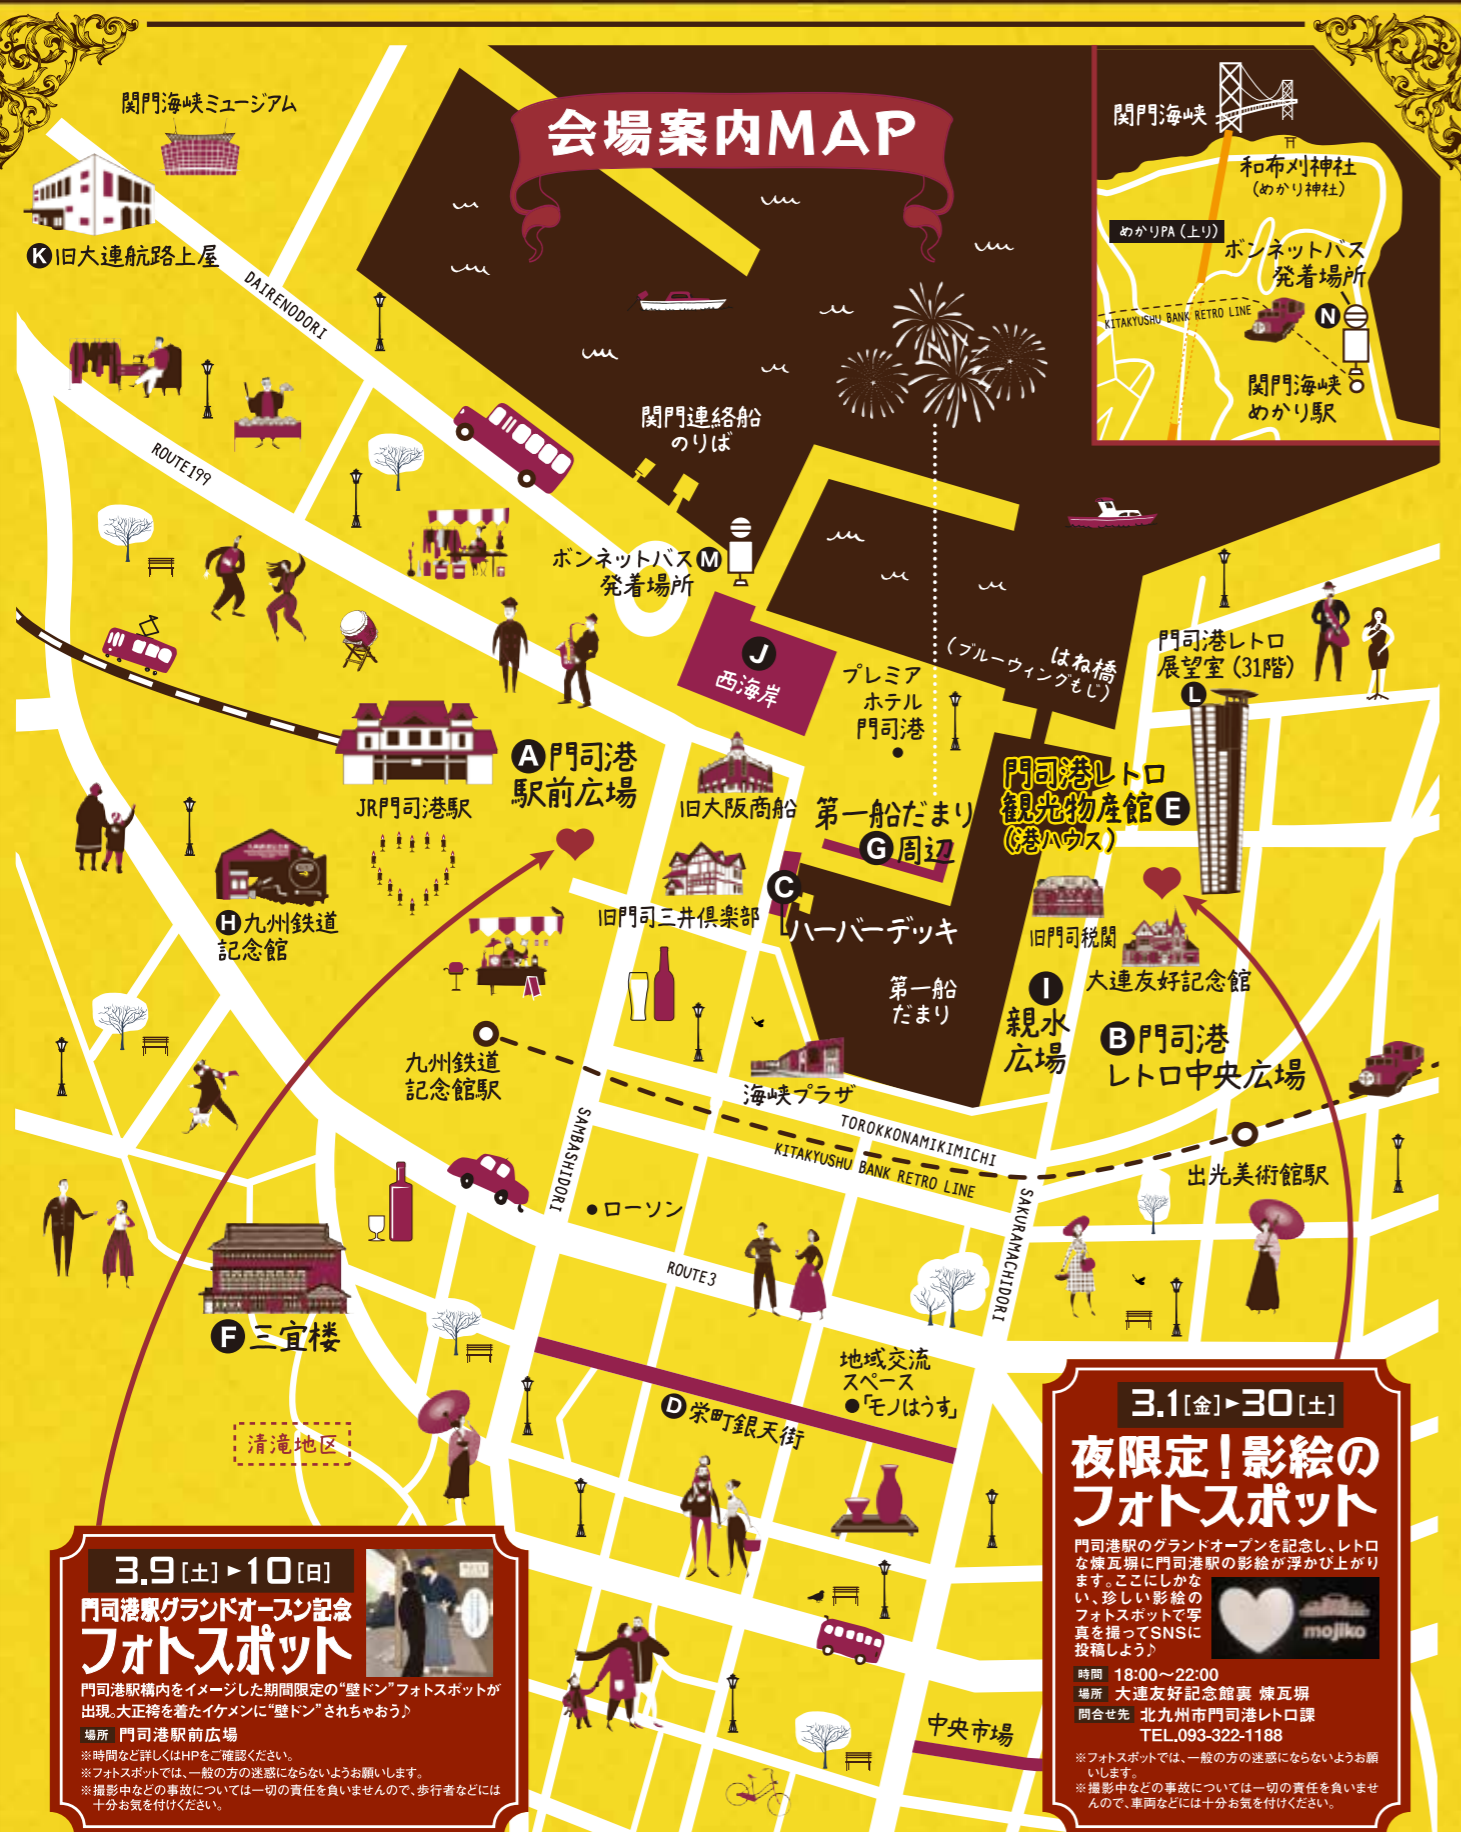 会場案内MAP
関門海峡ミュージアム
K 旧大連航路上屋
DAIRENODORI
ROUTE199
関門海峡
和布刈神社
(めかり神社)
めかりPA(上り)
ボンネットバス
発着場所
N
KITAKYUSHU BANK RETRO LINE
関門海峡
めかり駅
関門連絡船
のりば
ボンネットバス M
発着場所
J
西海岸
プレミア
ホテル
門司港
はね橋
(ブルーウィングもじ)
門司港レトロ
展望室(31階)
L
A 門司港
駅前広場
JR門司港駅
旧大阪商船
第一船だまり
G 周辺
門司港レトロ
観光物産館 E
(港ハウス)
H 九州鉄道
記念館
旧門司三井倶楽部
C
ハーバーデッキ
第一船
だまり
旧門司税関
大連友好記念館
I
親水
広場
B 門司港
レトロ中央広場
九州鉄道
記念館駅
海峡プラザ
TOROKKONAMIKIMICHI
KITAKYUSHU BANK RETRO LINE
出光美術館駅
SAMBASHIDORI
SAKURAMACHIDORI
●ローソン
ROUTE3
F 三宜楼
清滝地区
D 栄町銀天街
地域交流
スペース
●「モノはうす」
中央市場
3.9[土]▶10[日]
門司港駅グランドオープン記念
フォトスポット
門司港駅構内をイメージした期間限定の“壁ドン”フォトスポットが
出現。大正袴を着たイケメンに“壁ドン”されちゃおう♪
場所 門司港駅前広場
※時間など詳しくはHPをご確認ください。
※フォトスポットでは、一般の方の迷惑にならないようお願いします。
※撮影中などの事故については一切の責任を負いませんので、歩行者などには
十分お気を付けください。
3.1[金]▶30[土]
夜限定!影絵の
フォトスポット
門司港駅のグランドオープンを記念し、レトロ
な煉瓦塀に門司港駅の影絵が浮かび上がり
ます。ここにしかな
い、珍しい影絵の
フォトスポットで写
真を撮ってSNSに
投稿しよう♪
mojiko
時間 18:00〜22:00
場所 大連友好記念館裏 煉瓦塀
問合せ先 北九州市門司港レトロ課
TEL.093-322-1188
※フォトスポットでは、一般の方の迷惑にならないようお願
いします。
※撮影中などの事故については一切の責任を負いませ
んので、車両などには十分お気を付けください。